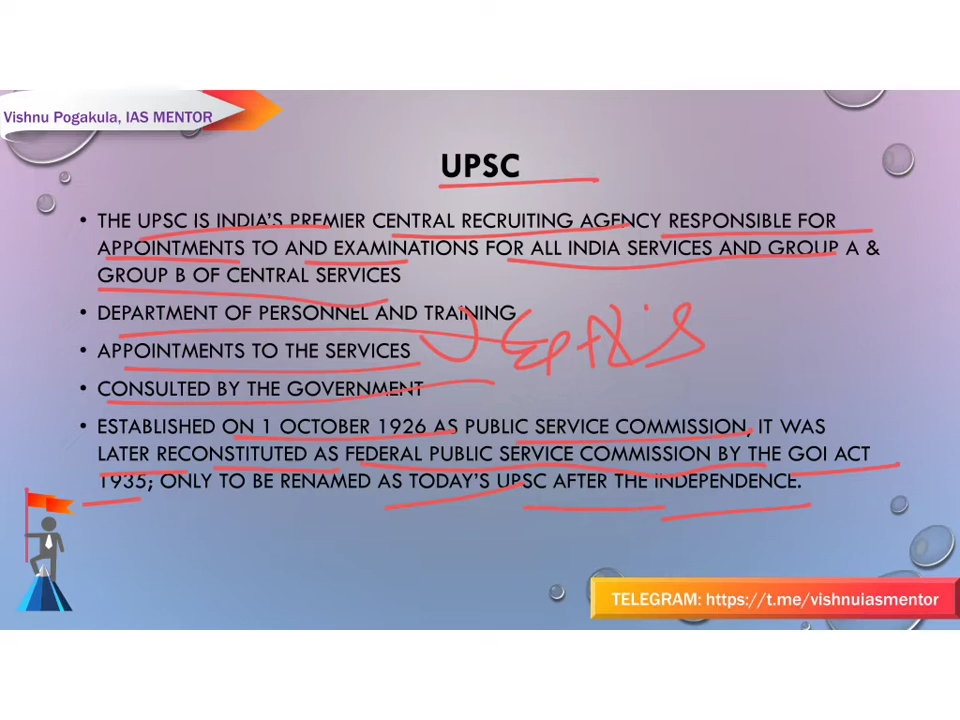 Vishnu Pogakula, IAS MENTOR
UPSC
• THE UPSC IS INDIA'S PREMIER CENTRAL RECRUITING AGENCY RESPONSIBLE FOR
APPOINTMENTS TO AND EXAMINATIONS FOR ALL INDIA SERVICES AND GROUP A &
GROUP B OF CENTRAL SERVICES
• DEPARTMENT OF PERSONNEL AND TRAINING
• APPOINTMENTS TO THE SERVICES
• CONSULTED BY THE GOVERNMENT
• ESTABLISHED ON 1 OCTOBER 1926 AS PUBLIC SERVICE COMMISSION, IT WAS
LATER RECONSTITUTED AS FEDERAL PUBLIC SERVICE COMMISSION BY THE GOI ACT
1935; ONLY TO BE RENAMED AS TODAY'S UPSC AFTER THE INDEPENDENCE.
TELEGRAM: https://t.me/vishnuiasmentor